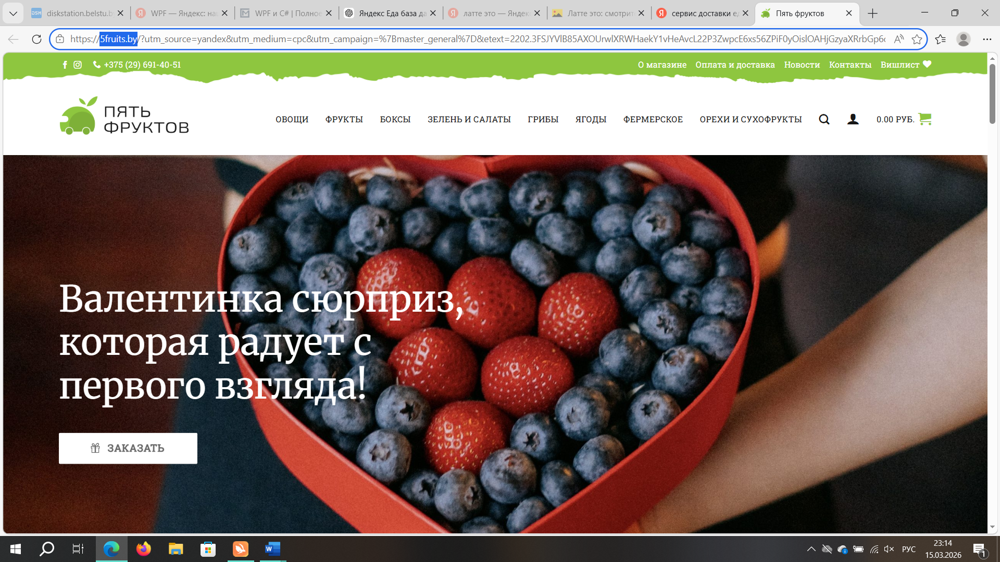 diskstation.belstu.b
WPF — Яндекс: на
WPF и C# | Полное
Яндекс Еда база да
латте это — Яндекс
Латте это: смотрит
сервис доставки е
Пять фруктов
https://5fruits.by/?utm_source=yandex&utm_medium=cpc&utm_campaign=%7Bmaster_general%7D&etext=2202.3FSJYVlB85AXOUrwlXRWHaekY1vHeAvcL22P3ZwpcE6xs56ZPiF0yOislOAHjGzyaXRrbGp6c
+375 (29) 691-40-51
О магазине Оплата и доставка Новости Контакты Вишлист
ПЯТЬ
ФРУКТОВ
ОВОЩИ ФРУКТЫ БОКСЫ ЗЕЛЕНЬ И САЛАТЫ ГРИБЫ ЯГОДЫ ФЕРМЕРСКОЕ ОРЕХИ И СУХОФРУКТЫ 0.00 РУБ.
Валентинка сюрприз,
которая радует с
первого взгляда!
ЗАКАЗАТЬ
РУС
23:14
15.03.2026
1